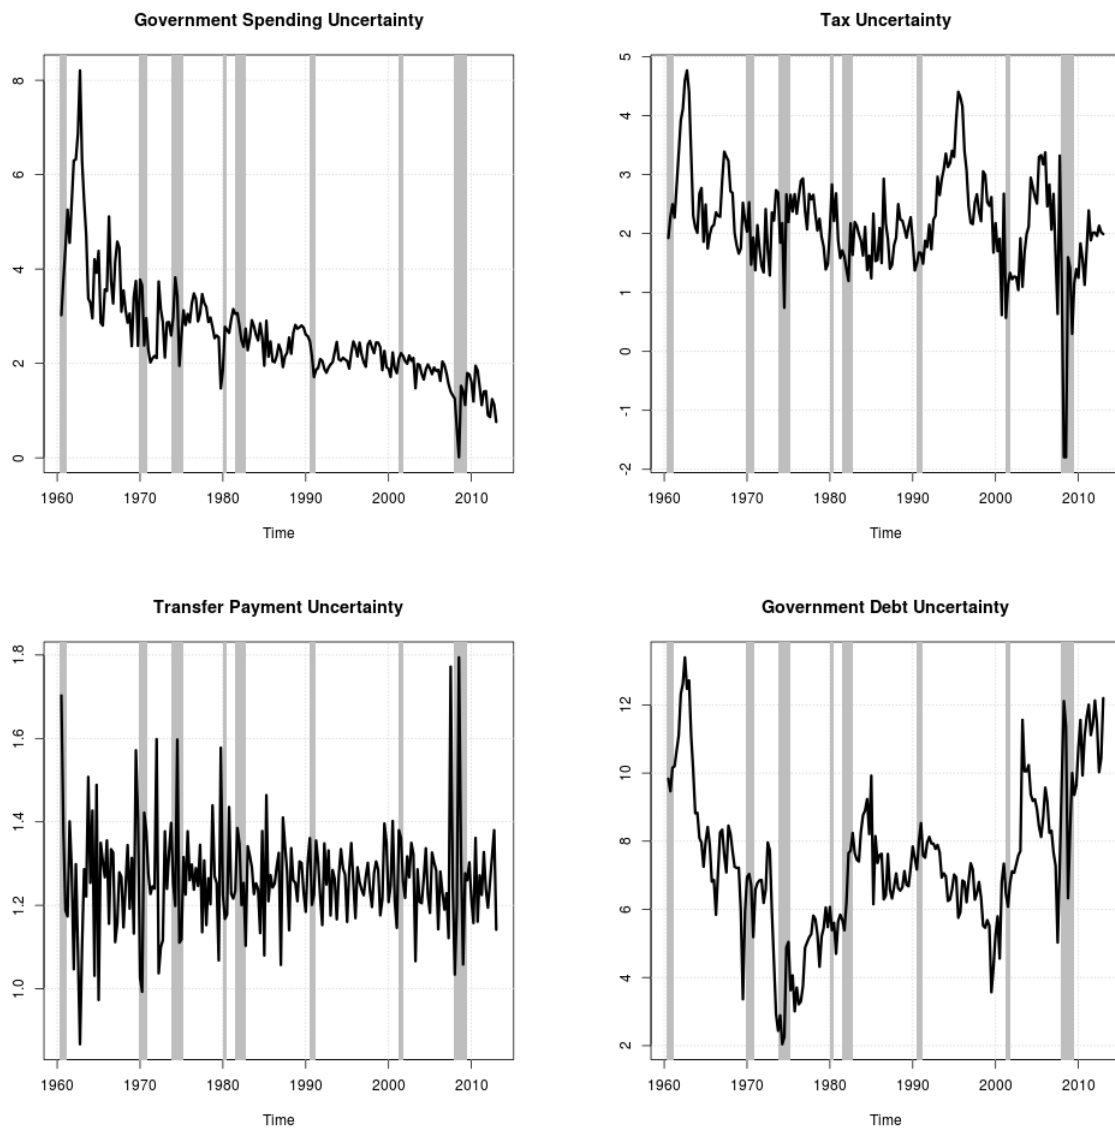 Government Spending Uncertainty
8
6
4
2
0
1960 1970 1980 1990 2000 2010
Time
Tax Uncertainty
5
4
3
2
1
0
-1
-2
1960 1970 1980 1990 2000 2010
Time
Transfer Payment Uncertainty
1.8
1.6
1.4
1.2
1.0
1960 1970 1980 1990 2000 2010
Time
Government Debt Uncertainty
12
10
8
6
4
2
1960 1970 1980 1990 2000 2010
Time